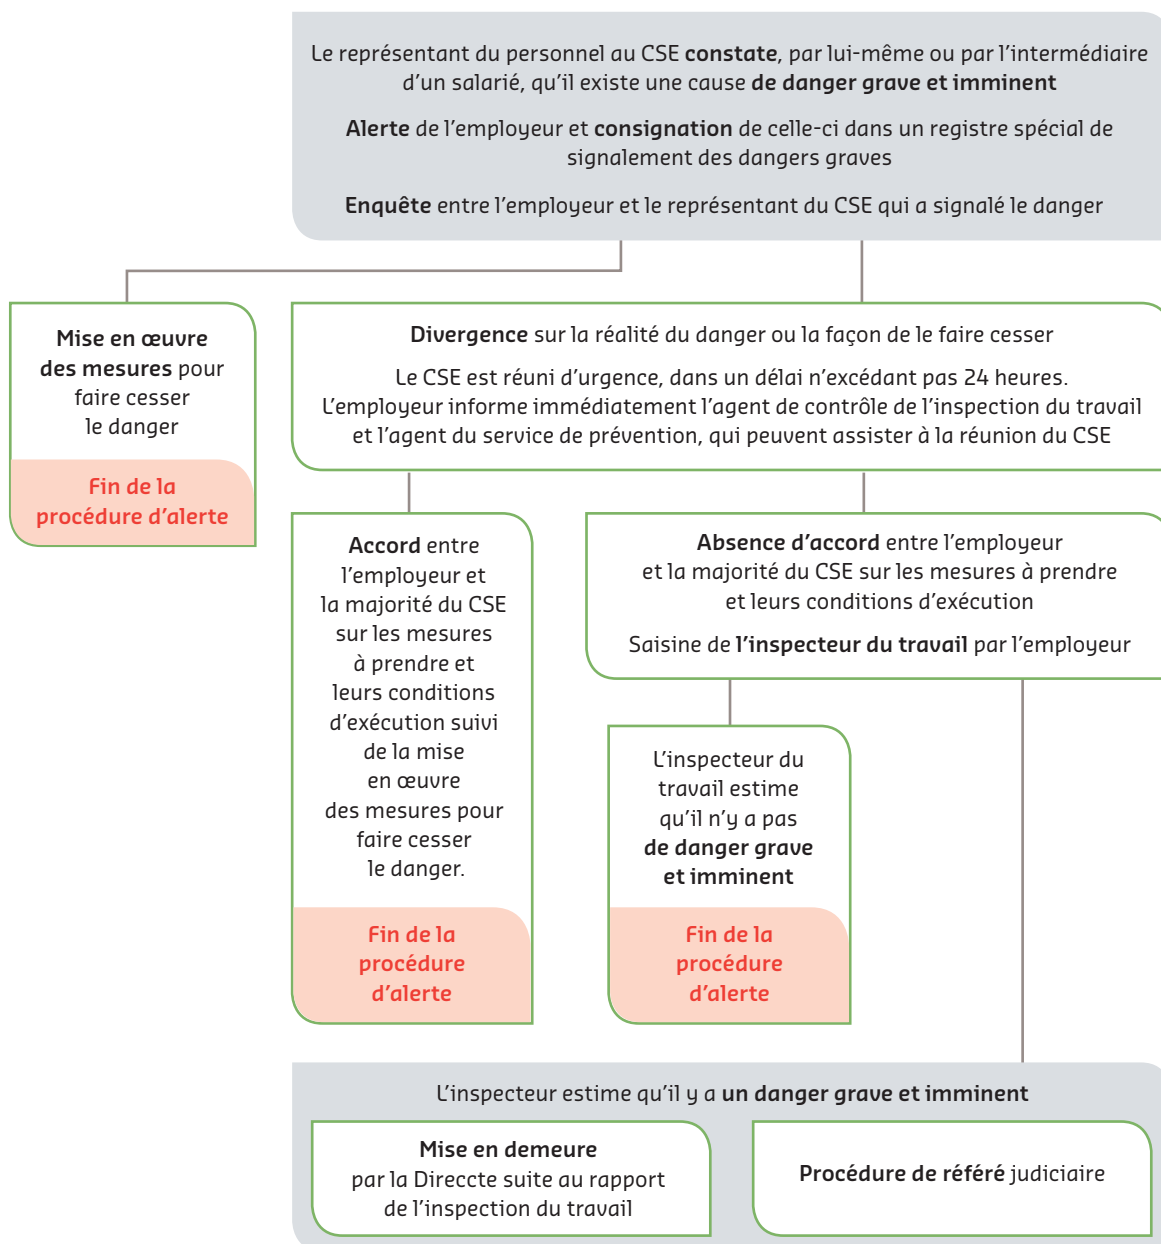 Le représentant du personnel au CSE constate, par lui-même ou par l'intermédiaire
d'un salarié, qu'il existe une cause de danger grave et imminent
Alerte de l'employeur et consignation de celle-ci dans un registre spécial de
signalement des dangers graves
Enquête entre l'employeur et le représentant du CSE qui a signalé le danger
Mise en œuvre
des mesures pour
faire cesser
le danger
Fin de la
procédure d'alerte
Divergence sur la réalité du danger ou la façon de le faire cesser
Le CSE est réuni d'urgence, dans un délai n'excédant pas 24 heures.
L'employeur informe immédiatement l'agent de contrôle de l'inspection du travail
et l'agent du service de prévention, qui peuvent assister à la réunion du CSE
Accord entre
l'employeur et
la majorité du CSE
sur les mesures
à prendre et
leurs conditions
d'exécution suivi
de la mise
en œuvre
des mesures pour
faire cesser
le danger.
Fin de la
procédure
d'alerte
Absence d'accord entre l'employeur
et la majorité du CSE sur les mesures à prendre
et leurs conditions d'exécution
Saisine de l'inspecteur du travail par l'employeur
L'inspecteur du
travail estime
qu'il n'y a pas
de danger grave
et imminent
Fin de la
procédure
d'alerte
L'inspecteur estime qu'il y a un danger grave et imminent
Mise en demeure
par la Direccte suite au rapport
de l'inspection du travail
Procédure de référé judiciaire